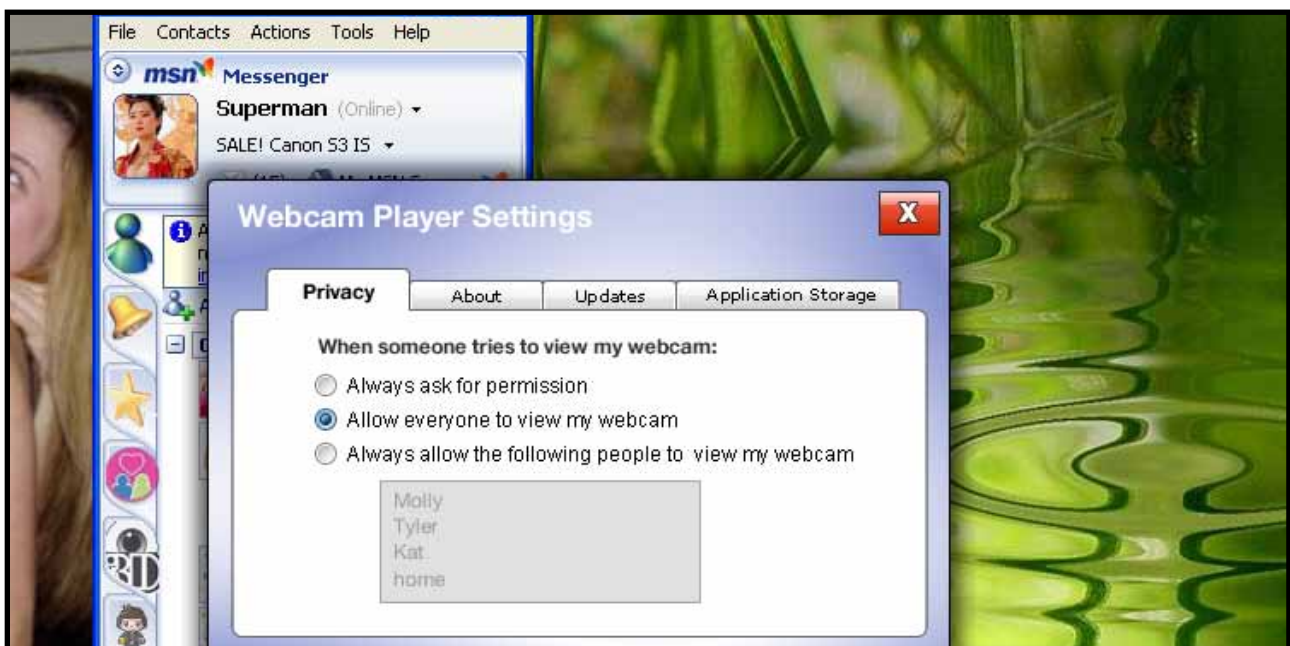 File Contacts Actions Tools Help
msn Messenger
Superman (Online)
SALE! Canon S3 IS
Webcam Player Settings
X
Privacy About Updates Application Storage
When someone tries to view my webcam:
Always ask for permission
Allow everyone to view my webcam
Always allow the following people to view my webcam
Molly
Tyler
Kat
home